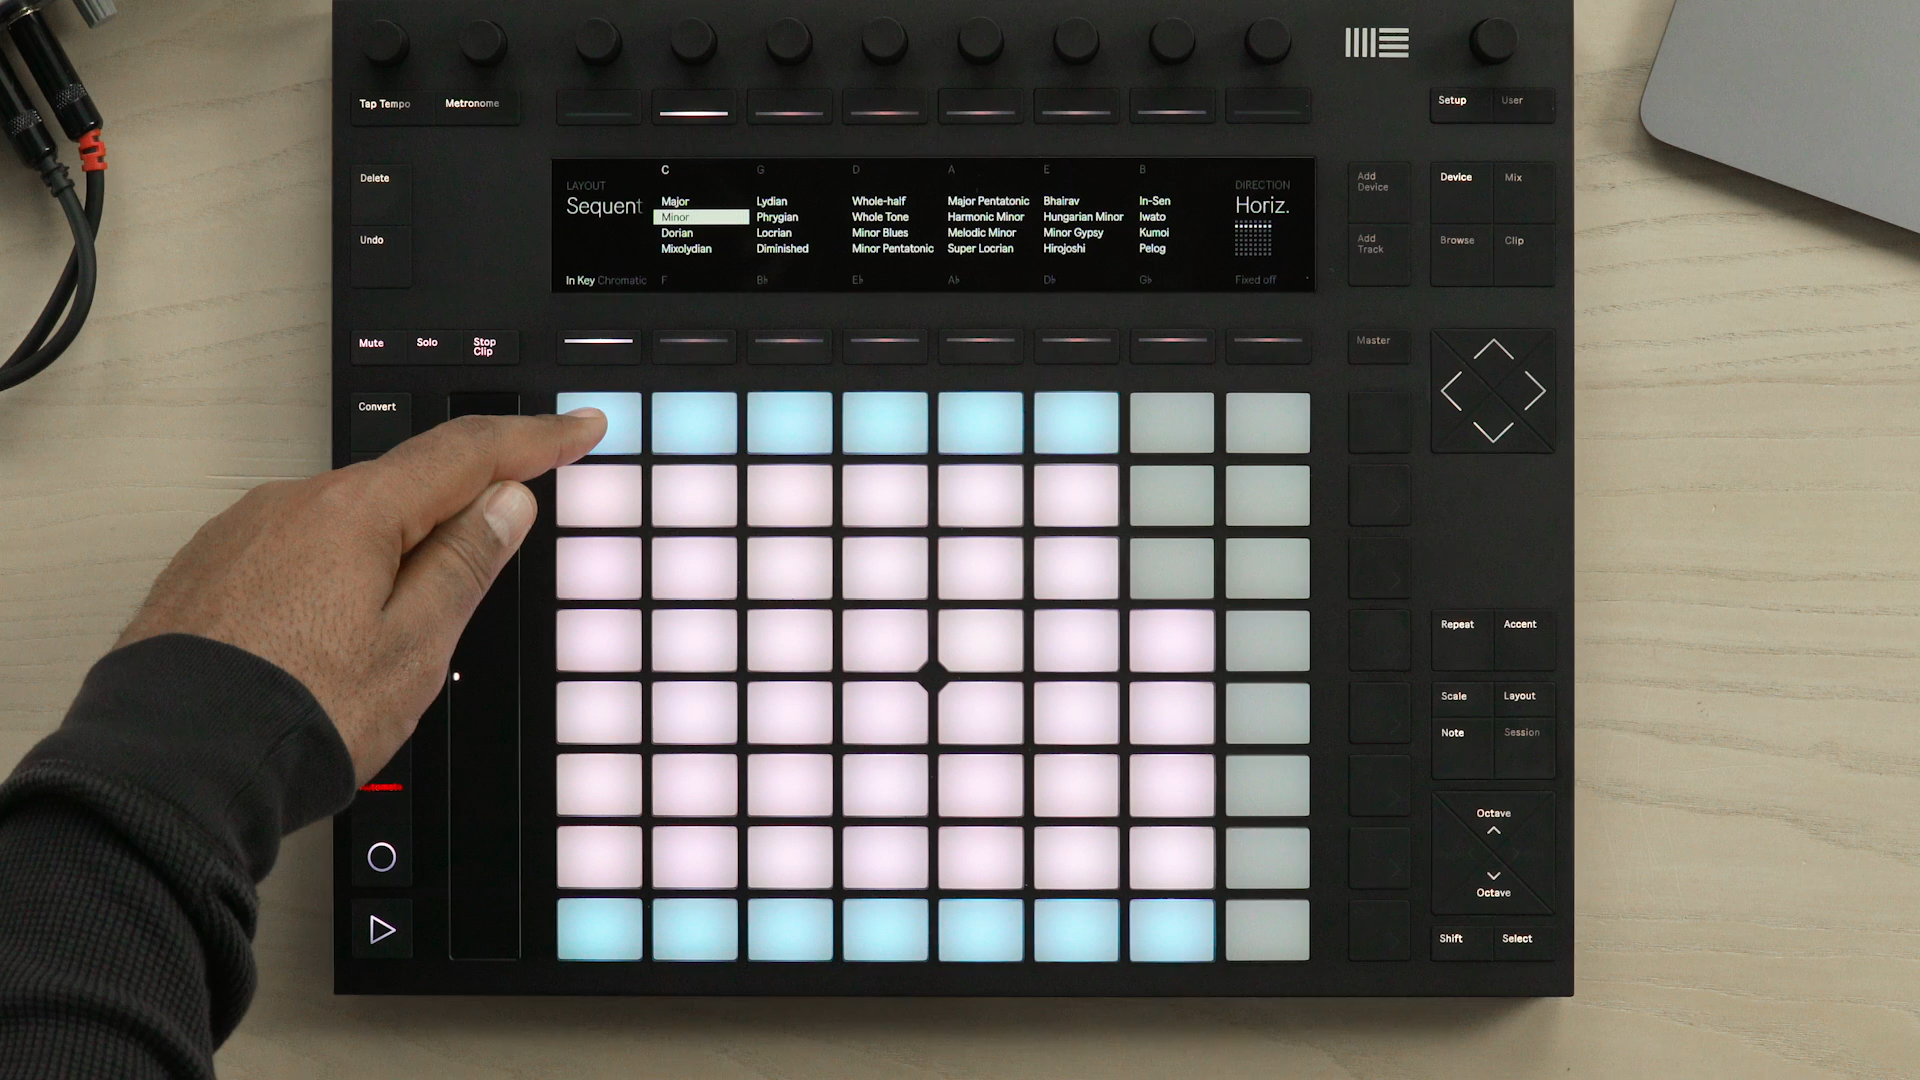 Tap Tempo
Metronome
Setup
User
Delete
Undo
LAYOUT
Sequent
In Key Chromatic
C G D A E B
Major Lydian Whole-half Major Pentatonic Bhairav In-Sen
Minor Phrygian Whole Tone Harmonic Minor Hungarian Minor Iwato
Dorian Locrian Minor Blues Melodic Minor Minor Gypsy Kumoi
Mixolydian Diminished Minor Pentatonic Super Locrian Hirojoshi Pelog
F B♭ E♭ A♭ D♭ G♭
DIRECTION
Horiz.
Fixed off
Add
Device
Device
Mix
Add
Track
Browse
Clip
Mute
Solo
Stop
Clip
Master
Convert
Repeat
Accent
Scale
Layout
Note
Session
Octave
Octave
Shift
Select